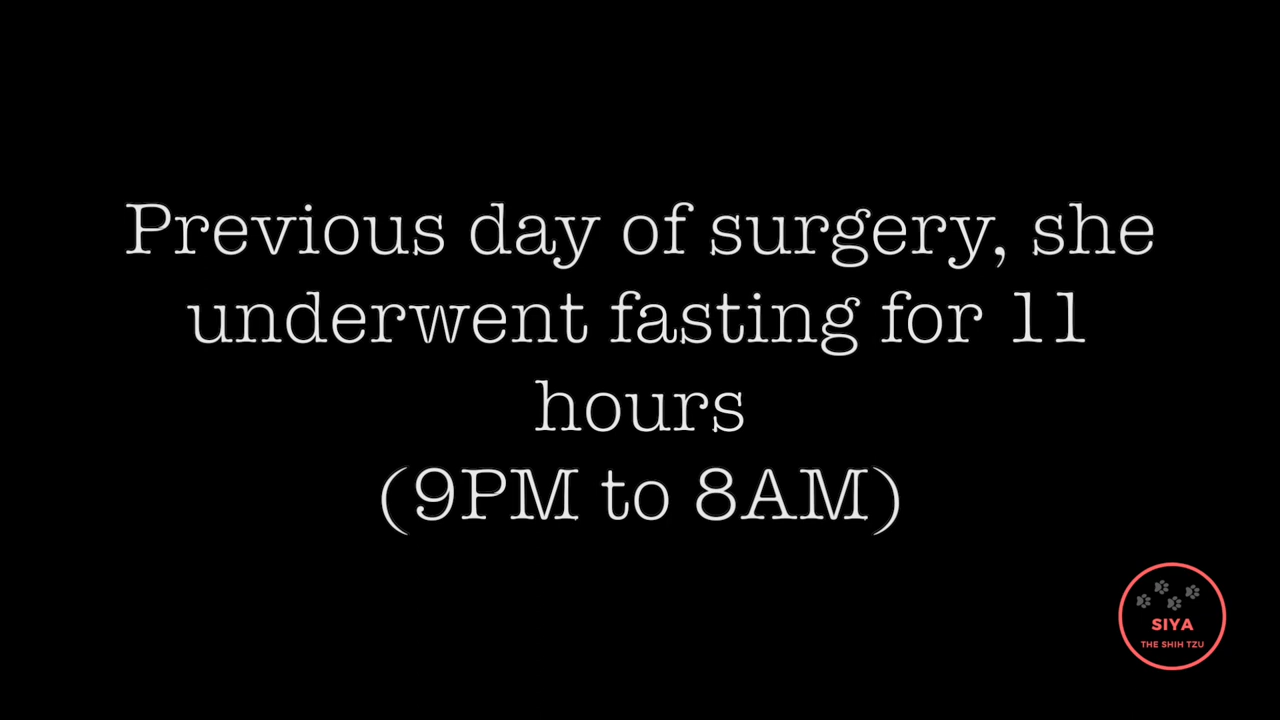 Previous day of surgery, she
underwent fasting for 11
hours
(9PM to 8AM)
SIYA
THE SHIH TZU